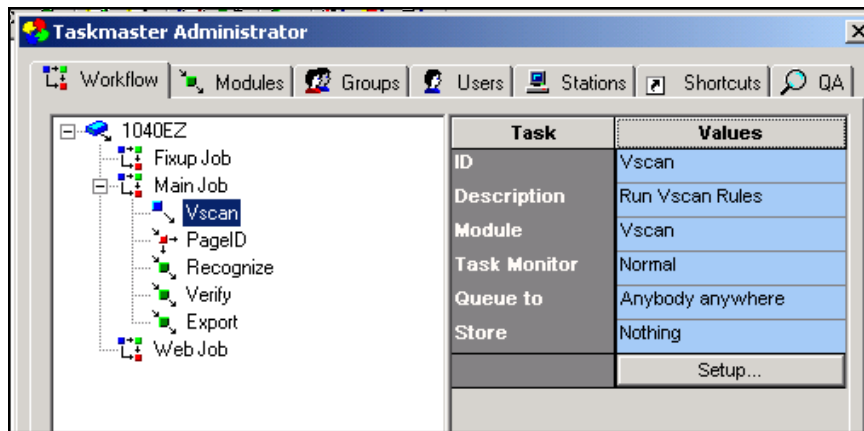 Taskmaster Administrator
Workflow Modules Groups Users Stations Shortcuts QA
1040EZ
Fixup Job
Main Job
Vscan
PageID
Recognize
Verify
Export
Web Job
Task Values
ID Vscan
Description Run Vscan Rules
Module Vscan
Task Monitor Normal
Queue to Anybody anywhere
Store Nothing
Setup...